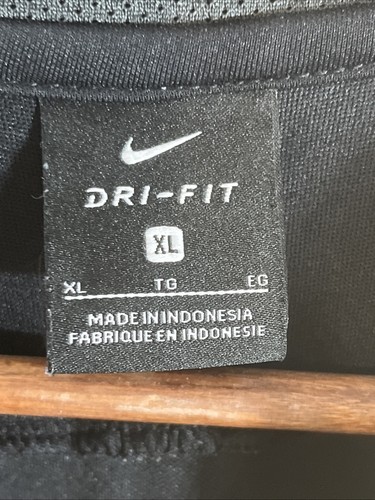 DRI-FIT
XL
XL TG EG
MADE IN INDONESIA
FABRIQUE EN INDONESIE